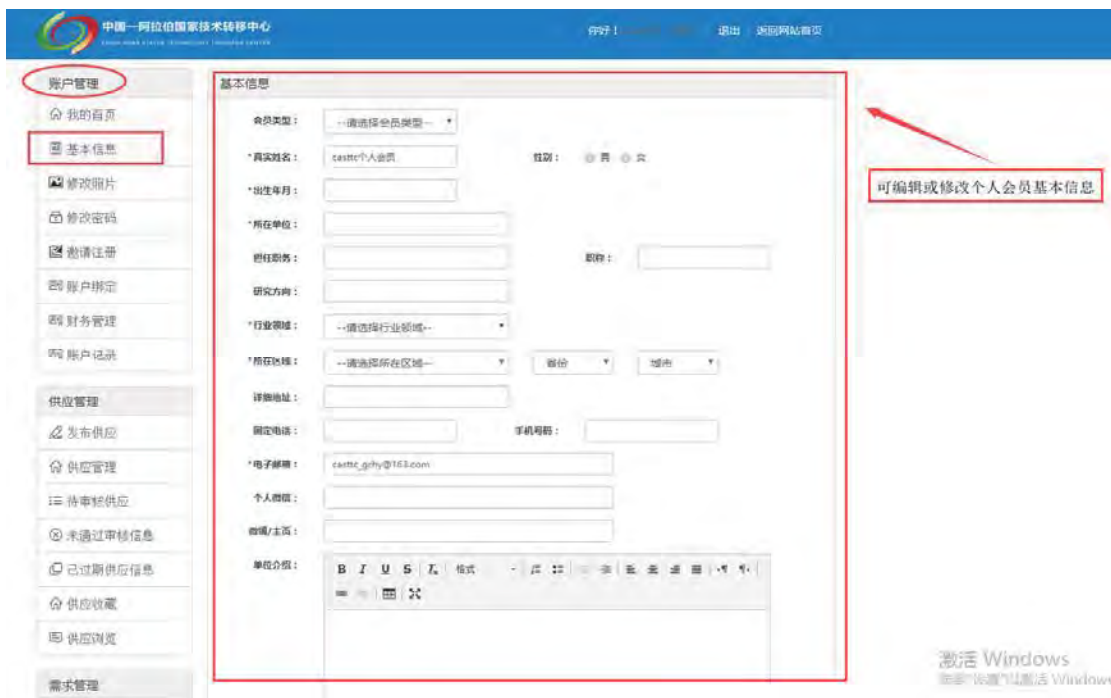 中国一阿拉伯国家技术转移中心
你好！ 退出 返回网站首页
账户管理
我的首页
基本信息
修改照片
修改密码
邀请注册
账户绑定
财务管理
账户记录
供应管理
发布供应
供应管理
待审核供应
未通过审核信息
已过期供应信息
供应收藏
供应浏览
需求管理
基本信息
会员类型： --请选择会员类型--
*真实姓名： casttc个人会员 性别： 男 女
*出生年月：
*所在单位：
担任职务： 职称：
研究方向：
*行业领域： --请选择行业领域--
*所在区域： --请选择所在区域-- 省份 城市
详细地址：
固定电话： 手机号码：
*电子邮箱： casttc_grhy@163.com
个人微信：
微博/主页：
单位介绍：
B I U S Tx 格式
可编辑或修改个人会员基本信息
激活 Windows